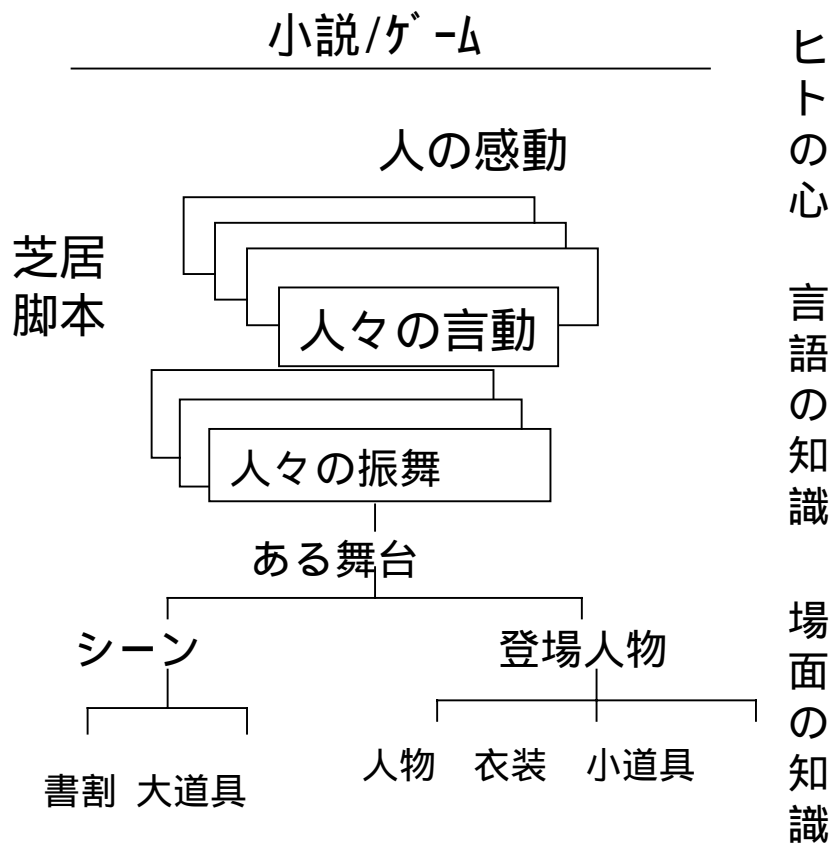 小説/ｹﾞｰﾑ
人の感動
芝居
脚本
人々の言動
人々の振舞
ある舞台
シーン
登場人物
書割 大道具
人物 衣装 小道具
ヒトの心
言語の知識
場面の知識